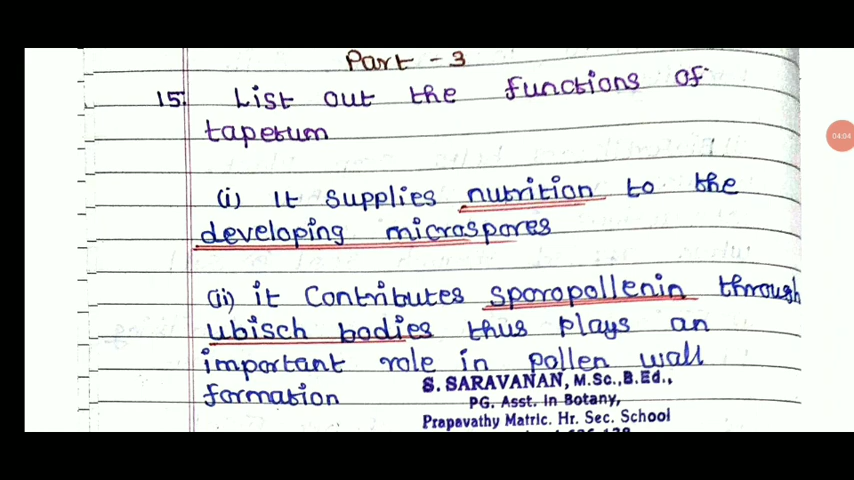 Part - 3
15. List out the functions of
tapetum
(i) It supplies nutrition to the
developing microspores
(ii) it contributes sporopollenin through
ubisch bodies thus plays an
important role in pollen wall
formation
S. SARAVANAN, M.Sc., B.Ed.,
PG. Asst. In Botany,
Prapavathy Matric. Hr. Sec. School
04:04